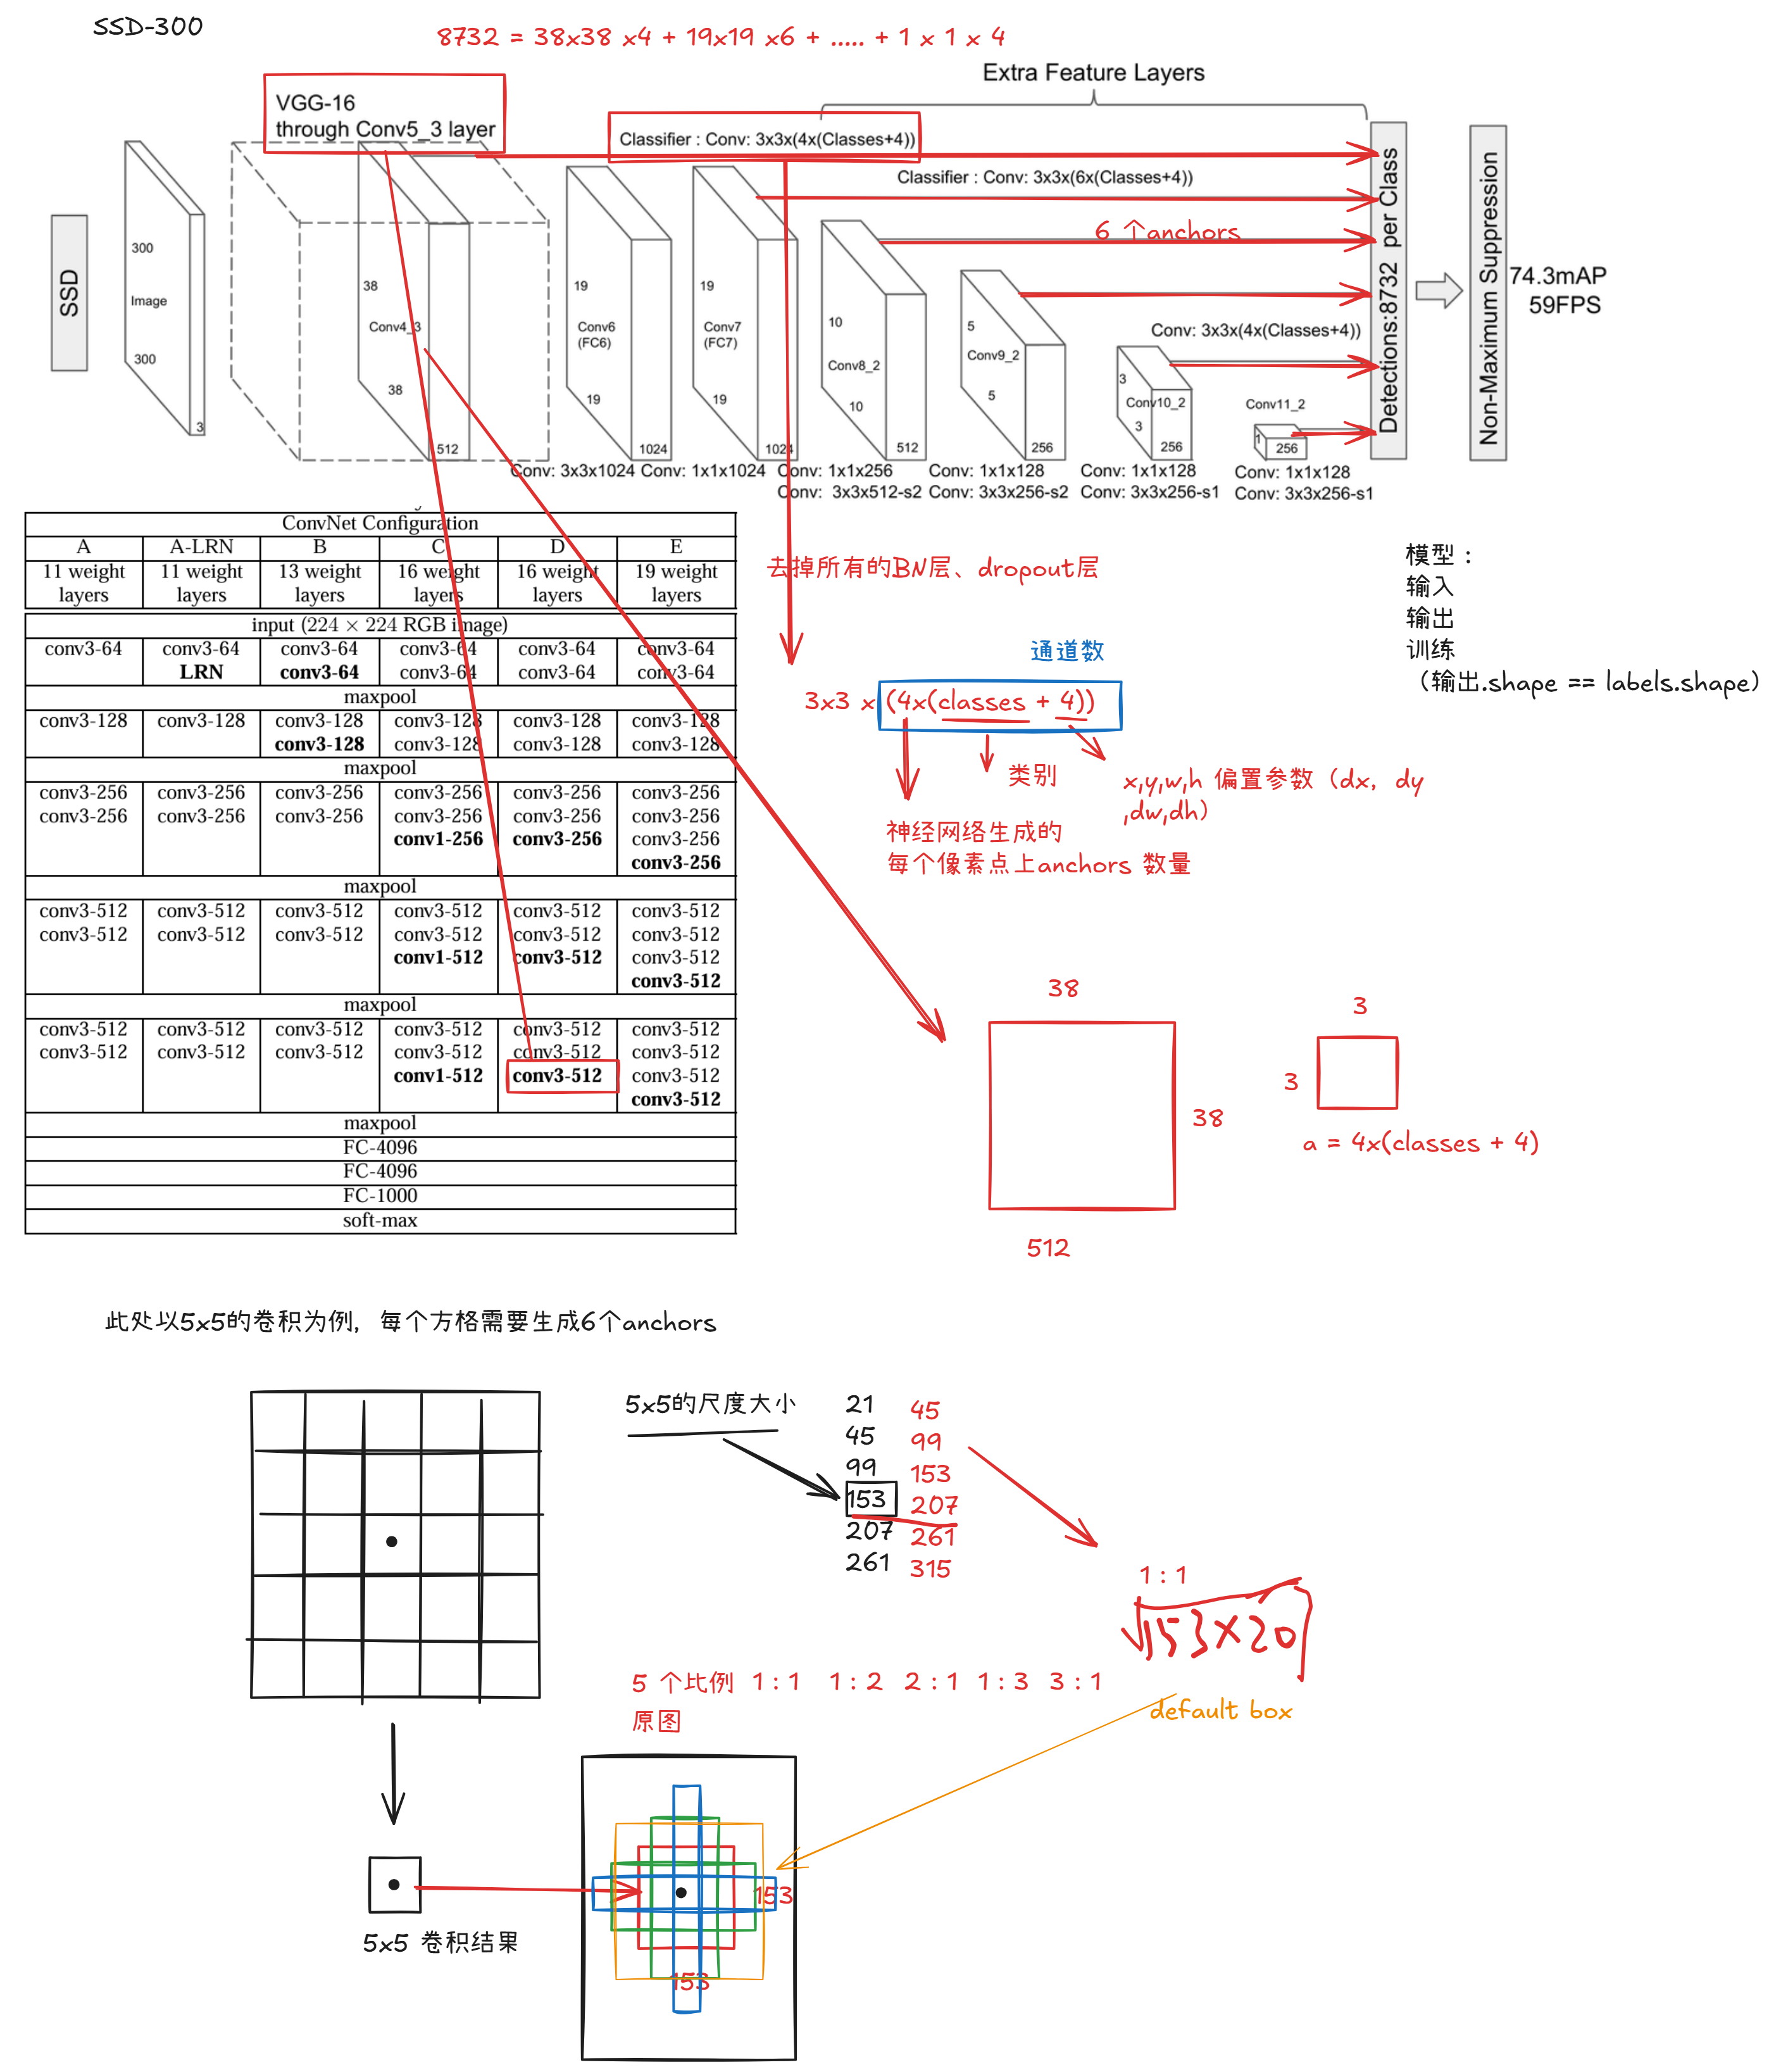 SSD-300
8732 = 38x38 x4 + 19x19 x6 + ..... + 1 x 1 x 4
Extra Feature Layers
VGG-16
through Conv5_3 layer
Classifier : Conv: 3x3x(4x(Classes+4))
Classifier : Conv: 3x3x(6x(Classes+4))
6 个anchors
Conv: 3x3x(4x(Classes+4))
SSD
300
Image
300
3
38
Conv4_3
38
512
19
Conv6
(FC6)
19
1024
19
Conv7
(FC7)
19
1024
10
Conv8_2
10
512
5
Conv9_2
5
256
3
Conv10_2
3
256
Conv11_2
1
256
Detections:8732 per Class
Non-Maximum Suppression
74.3mAP
59FPS
Conv: 3x3x1024 Conv: 1x1x1024 Conv: 1x1x256 Conv: 1x1x128 Conv: 1x1x128 Conv: 1x1x128
Conv: 3x3x512-s2 Conv: 3x3x256-s2 Conv: 3x3x256-s1 Conv: 3x3x256-s1
ConvNet Configuration
A A-LRN B C D E
11 weight 11 weight 13 weight 16 weight 16 weight 19 weight
layers layers layers layers layers layers
input (224 × 224 RGB image)
conv3-64 conv3-64 conv3-64 conv3-64 conv3-64 conv3-64
LRN conv3-64 conv3-64 conv3-64 conv3-64
maxpool
conv3-128 conv3-128 conv3-128 conv3-128 conv3-128 conv3-128
conv3-128 conv3-128 conv3-128 conv3-128
maxpool
conv3-256 conv3-256 conv3-256 conv3-256 conv3-256 conv3-256
conv3-256 conv3-256 conv3-256 conv3-256 conv3-256 conv3-256
conv1-256 conv3-256 conv3-256
conv3-256
maxpool
conv3-512 conv3-512 conv3-512 conv3-512 conv3-512 conv3-512
conv3-512 conv3-512 conv3-512 conv3-512 conv3-512 conv3-512
conv1-512 conv3-512 conv3-512
conv3-512
maxpool
conv3-512 conv3-512 conv3-512 conv3-512 conv3-512 conv3-512
conv3-512 conv3-512 conv3-512 conv3-512 conv3-512 conv3-512
conv1-512 conv3-512 conv3-512
conv3-512
maxpool
FC-4096
FC-4096
FC-1000
soft-max
去掉所有的BN层、dropout层
模型：
输入
输出
训练
（输出.shape == labels.shape）
通道数
3x3 x (4x(classes + 4))
类别
x,y,w,h 偏置参数（dx, dy
,dw,dh）
神经网络生成的
每个像素点上anchors 数量
38
38
512
3
3
a = 4x(classes + 4)
此处以5x5的卷积为例，每个方格需要生成6个anchors
5x5的尺度大小
21 45
45 99
99 153
153 207
207 261
261 315
1 : 1
√153×20
5 个比例 1 : 1 1 : 2 2 : 1 1 : 3 3 : 1
原图
default box
153
153
5x5 卷积结果